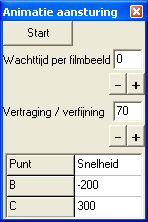 Animatie aansturing
Start
Wachttijd per filmbeeld 0
- +
Vertraging / verfijning 70
- +
Punt Snelheid
B -200
C 300